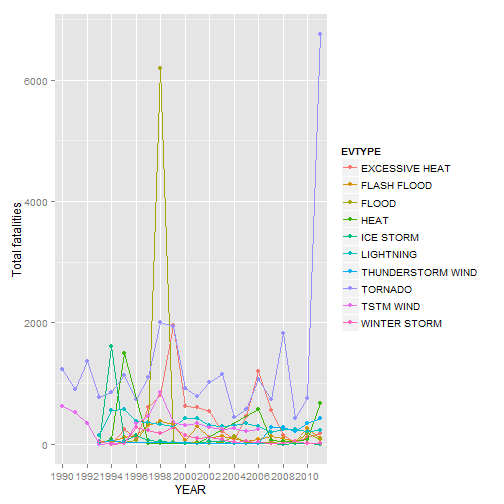 6000
4000
2000
0
Total fatalities
1990 1992 1994 1996 1998 2000 2002 2004 2006 2008 2010
YEAR
EVTYPE
EXCESSIVE HEAT
FLASH FLOOD
FLOOD
HEAT
ICE STORM
LIGHTNING
THUNDERSTORM WIND
TORNADO
TSTM WIND
WINTER STORM